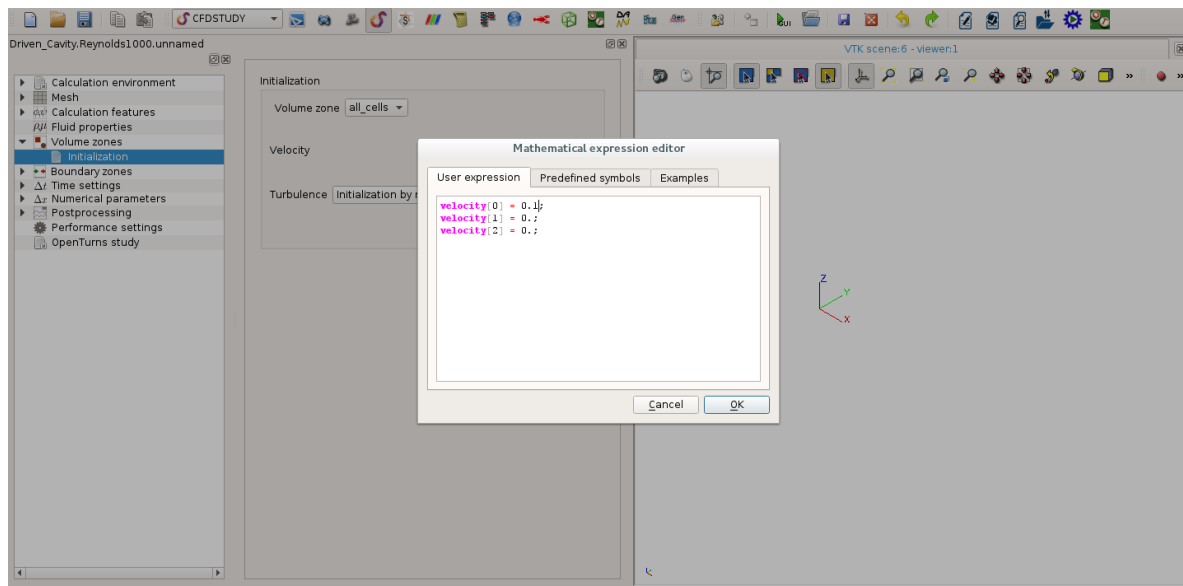 CFDSTUDY
Driven_Cavity.Reynolds1000.unnamed
VTK scene:6 - viewer:1
Calculation environment
Mesh
Calculation features
Fluid properties
Volume zones
Initialization
Boundary zones
Δt Time settings
Δx Numerical parameters
Postprocessing
Performance settings
OpenTurns study
Initialization
Volume zone all_cells
Velocity
Turbulence Initialization by
Mathematical expression editor
User expression Predefined symbols Examples
velocity[0] = 0.1;
velocity[1] = 0.;
velocity[2] = 0.;
Cancel OK
Z
Y
X